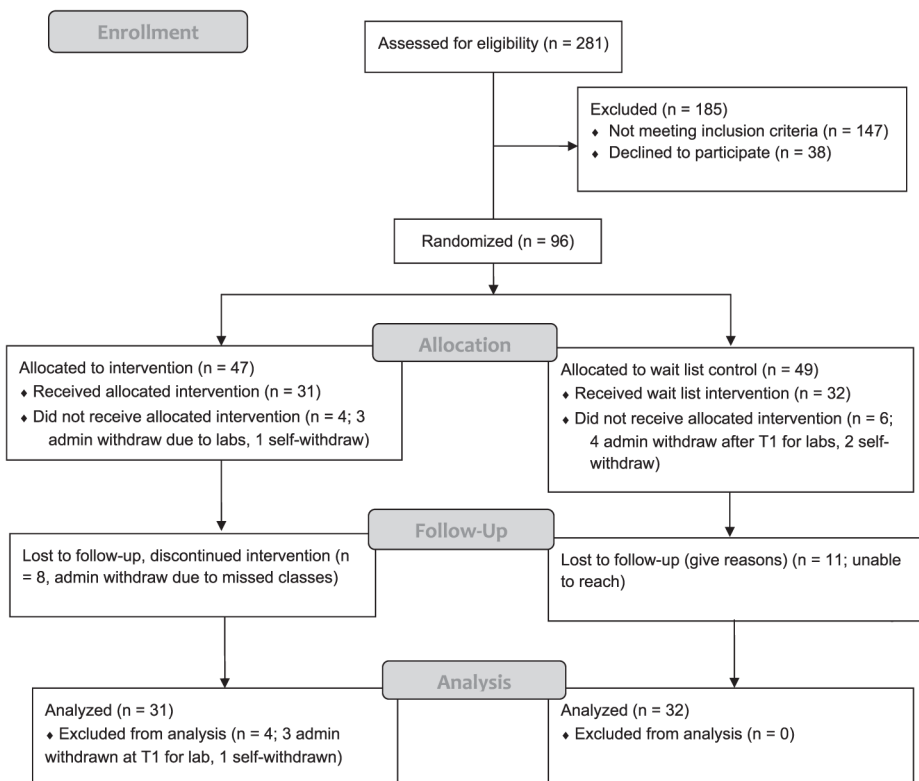 Enrollment
Assessed for eligibility (n = 281)
Excluded (n = 185)
♦ Not meeting inclusion criteria (n = 147)
♦ Declined to participate (n = 38)
Randomized (n = 96)
Allocation
Allocated to intervention (n = 47)
♦ Received allocated intervention (n = 31)
♦ Did not receive allocated intervention (n = 4; 3
admin withdraw due to labs, 1 self-withdraw)
Allocated to wait list control (n = 49)
♦ Received wait list intervention (n = 32)
♦ Did not receive allocated intervention (n = 6;
4 admin withdraw after T1 for labs, 2 self-
withdraw)
Follow-Up
Lost to follow-up, discontinued intervention (n
= 8, admin withdraw due to missed classes)
Lost to follow-up (give reasons) (n = 11; unable
to reach)
Analysis
Analyzed (n = 31)
♦ Excluded from analysis (n = 4; 3 admin
withdrawn at T1 for lab, 1 self-withdrawn)
Analyzed (n = 32)
♦ Excluded from analysis (n = 0)